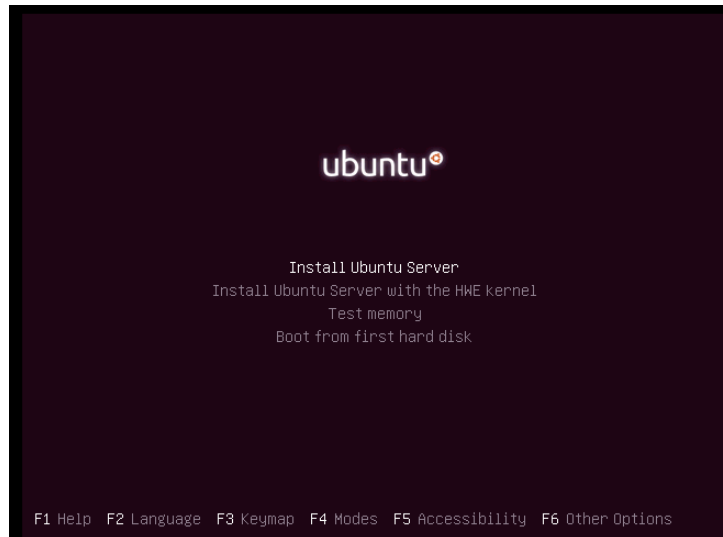 ubuntu
Install Ubuntu Server
Install Ubuntu Server with the HWE kernel
Test memory
Boot from first hard disk
F1 Help F2 Language F3 Keymap F4 Modes F5 Accessibility F6 Other Options